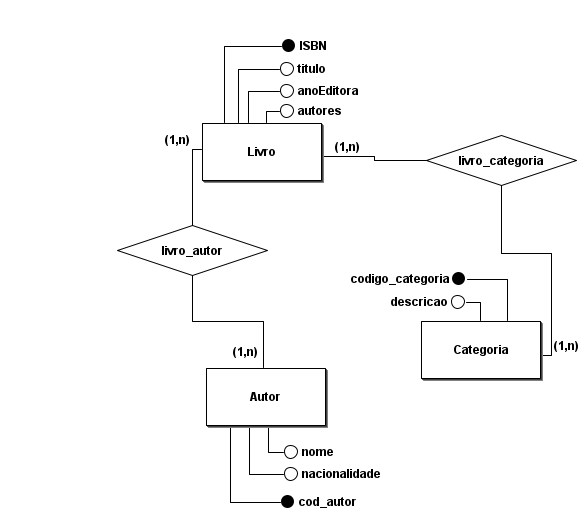 ISBN
titulo
anoEditora
autores
(1,n)
Livro
(1,n)
livro_categoria
livro_autor
codigo_categoria
descricao
(1,n)
Categoria
(1,n)
Autor
nome
nacionalidade
cod_autor